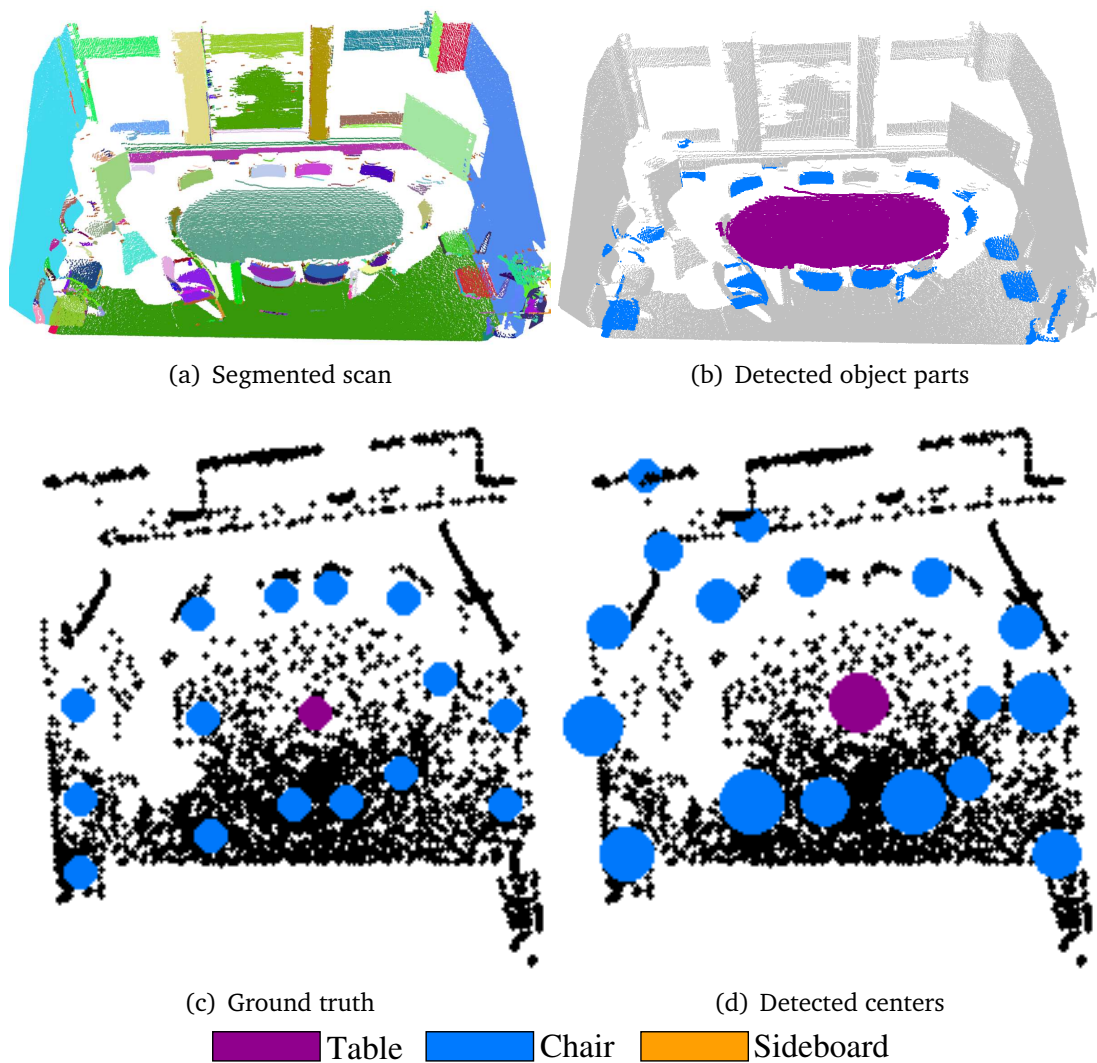 (a) Segmented scan
(b) Detected object parts
(c) Ground truth
(d) Detected centers
Table Chair Sideboard